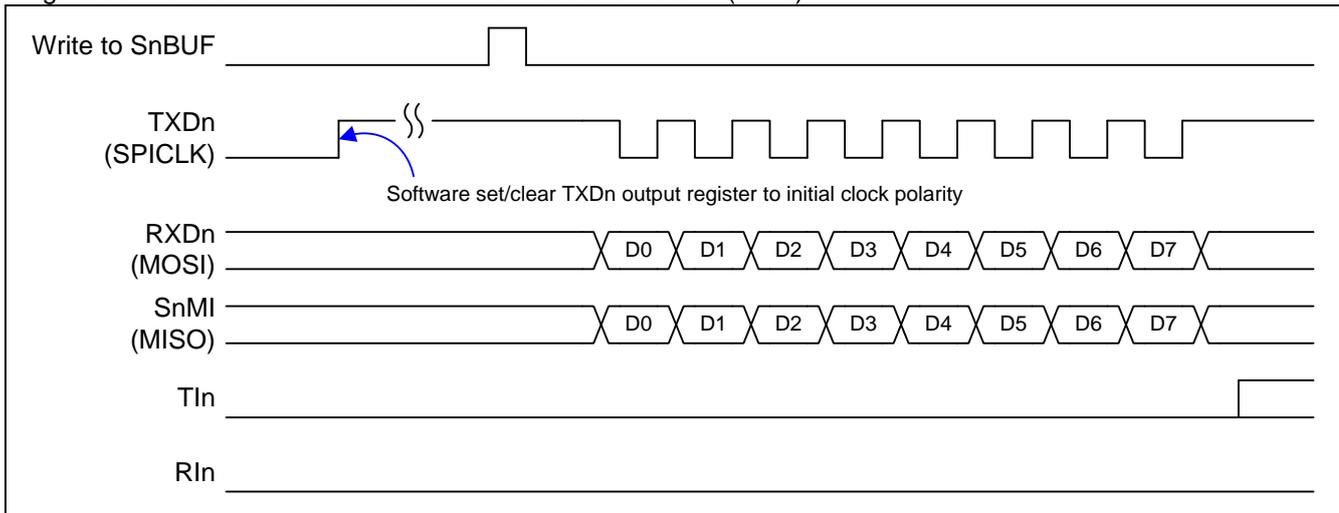 Write to SnBUF
TXDn
(SPICLK)
Software set/clear TXDn output register to initial clock polarity
RXDn
(MOSI)
D0 D1 D2 D3 D4 D5 D6 D7
SnMI
(MISO)
D0 D1 D2 D3 D4 D5 D6 D7
TIn
RIn